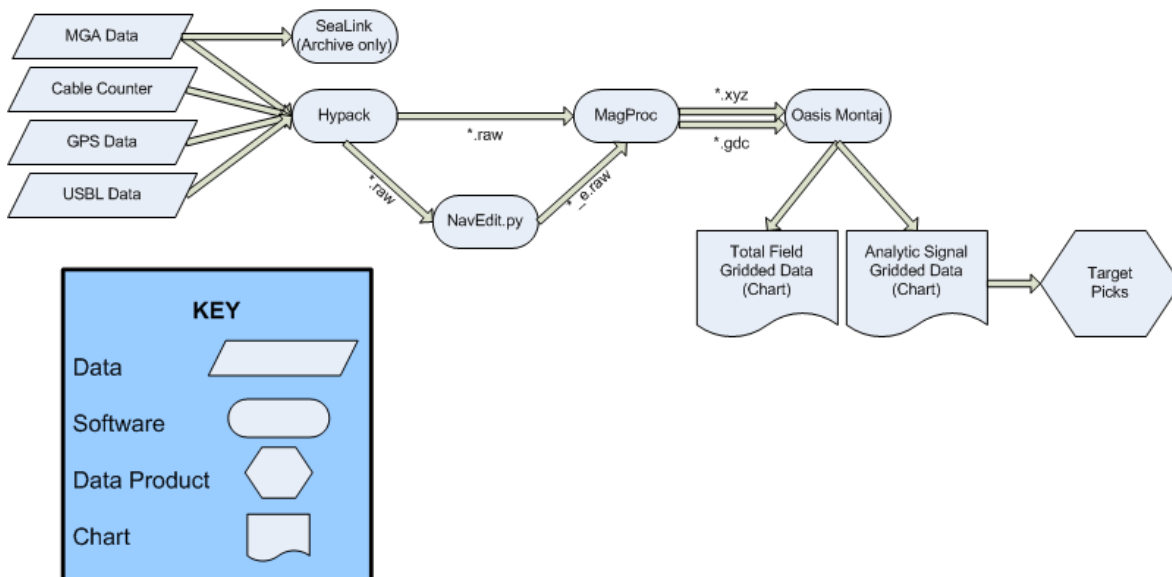 MGA Data
SeaLink
(Archive only)
Cable Counter
GPS Data
USBL Data
Hypack
*.raw
*.raw
NavEdit.py
*_e.raw
MagProc
*.xyz
*.gdc
Oasis Montaj
Total Field
Gridded Data
(Chart)
Analytic Signal
Gridded Data
(Chart)
Target
Picks
KEY
Data
Software
Data Product
Chart